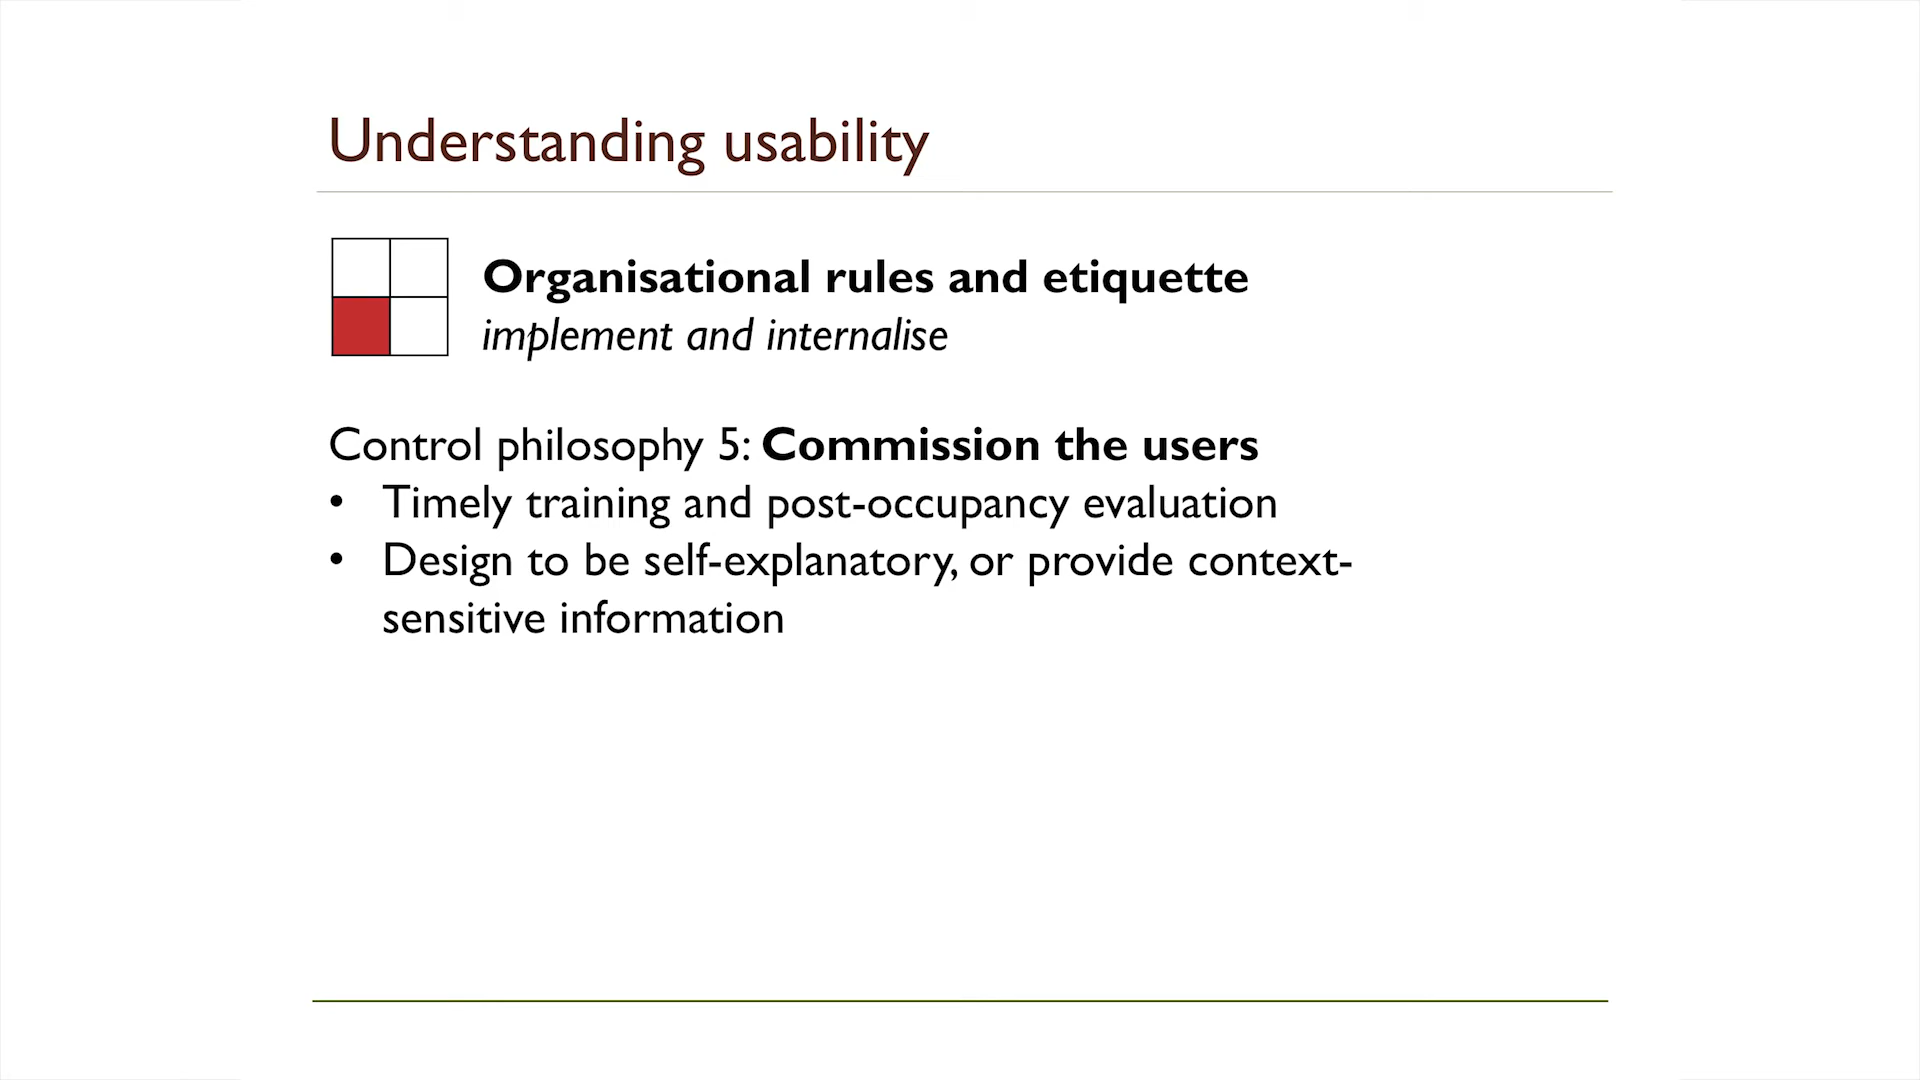 Understanding usability
Organisational rules and etiquette
implement and internalise
Control philosophy 5: Commission the users
• Timely training and post-occupancy evaluation
• Design to be self-explanatory, or provide context-
sensitive information